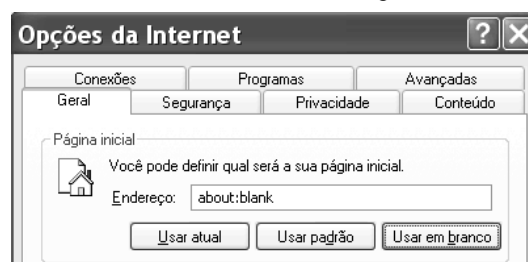 Opções da Internet
Conexões Programas Avançadas
Geral Segurança Privacidade Conteúdo
Página inicial
Você pode definir qual será a sua página inicial.
Endereço: about:blank
Usar atual Usar padrão Usar em branco